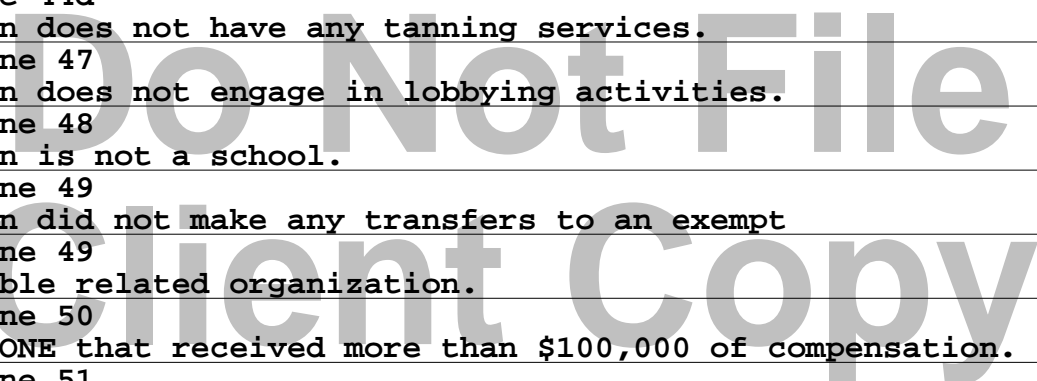 n does not have any tanning services.
ne 47
n does not engage in lobbying activities.
ne 48
n is not a school.
ne 49
n did not make any transfers to an exempt
ne 49
ble related organization.
ne 50
ONE that received more than $100,000 of compensation.
ne 51
Do Not File
Client Copy